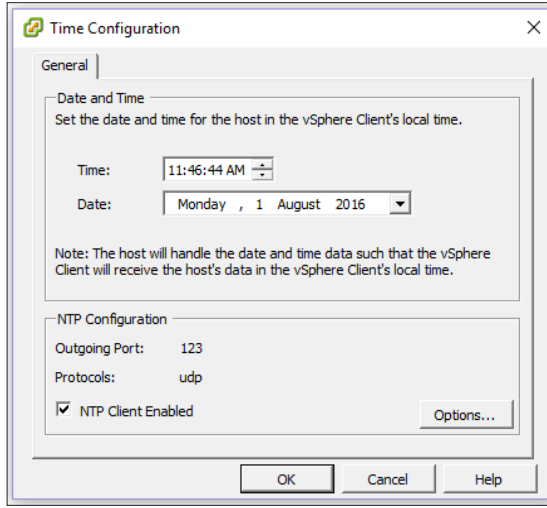 Time Configuration
General
Date and Time
Set the date and time for the host in the vSphere Client's local time.
Time: 11:46:44 AM
Date: Monday , 1 August 2016
Note: The host will handle the date and time data such that the vSphere
Client will receive the host's data in the vSphere Client's local time.
NTP Configuration
Outgoing Port: 123
Protocols: udp
NTP Client Enabled
Options...
OK Cancel Help